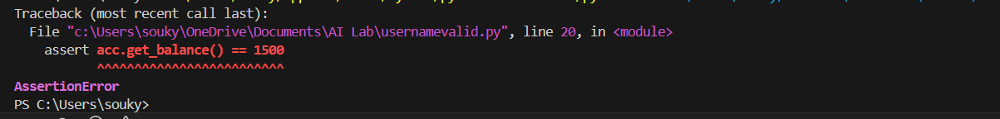 Traceback (most recent call last):
  File "c:\Users\souky\OneDrive\Documents\AI Lab\usernamevalid.py", line 20, in <module>
    assert acc.get_balance() == 1500
           ^^^^^^^^^^^^^^^^^^^^^^^^^
AssertionError
PS C:\Users\souky>